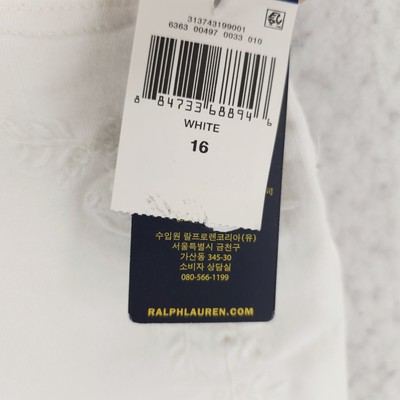 313743199001
6363 00497 0033 010
8 84733 68894 6
WHITE
16
수입원 랄프로렌코리아(유)
서울특별시 금천구
가산동 345-30
소비자 상담실
080-566-1199
RALPHLAUREN.COM